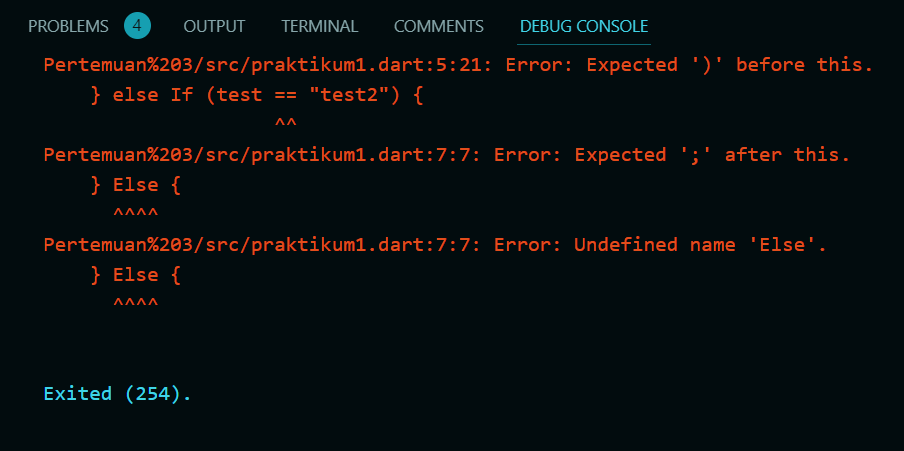 PROBLEMS 4 OUTPUT TERMINAL COMMENTS DEBUG CONSOLE
Pertemuan%203/src/praktikum1.dart:5:21: Error: Expected ')' before this.
    } else If (test == "test2") {
                    ^^
Pertemuan%203/src/praktikum1.dart:7:7: Error: Expected ';' after this.
    } Else {
      ^^^^
Pertemuan%203/src/praktikum1.dart:7:7: Error: Undefined name 'Else'.
    } Else {
      ^^^^
Exited (254).